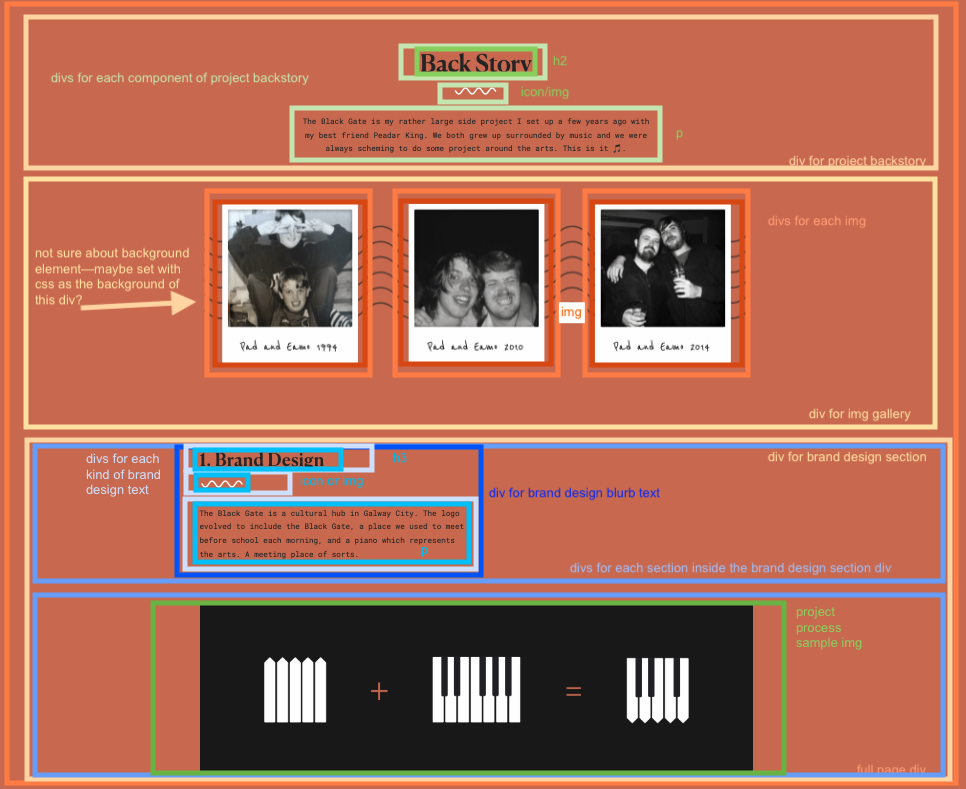 Back Story
h2
divs for each component of project backstory
icon/img
The Black Gate is my rather large side project I set up a few years ago with
my best friend Peadar King. We both grew up surrounded by music and we were
always scheming to do some project around the arts. This is it 🎵.
p
div for project backstory
divs for each img
not sure about background
element—maybe set with
css as the background of
this div?
img
Pad and Eamo 1994
Pad and Eamo 2010
Pad and Eamo 2014
div for img gallery
divs for each
kind of brand
design text
1. Brand Design
h3
div for brand design section
icon or img
div for brand design blurb text
The Black Gate is a cultural hub in Galway City. The logo
evolved to include the Black Gate, a place we used to meet
before school each morning, and a piano which represents
the arts. A meeting place of sorts.
p
divs for each section inside the brand design section div
project
process
sample img
+
=
full page div